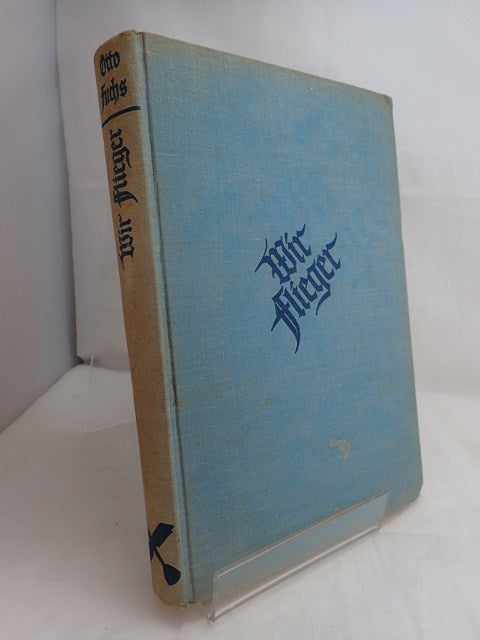 Otto
Fuchs
Wir Flieger
Wir
Flieger